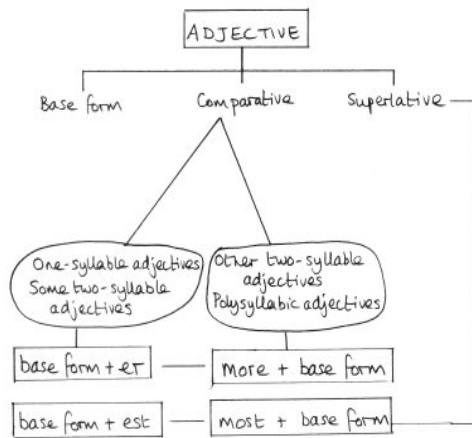 ADJECTIVE
Base form Comparative Superlative
One-syllable adjectives
Some two-syllable
adjectives
Other two-syllable
adjectives
Polysyllabic adjectives
base form + er more + base form
base form + est most + base form